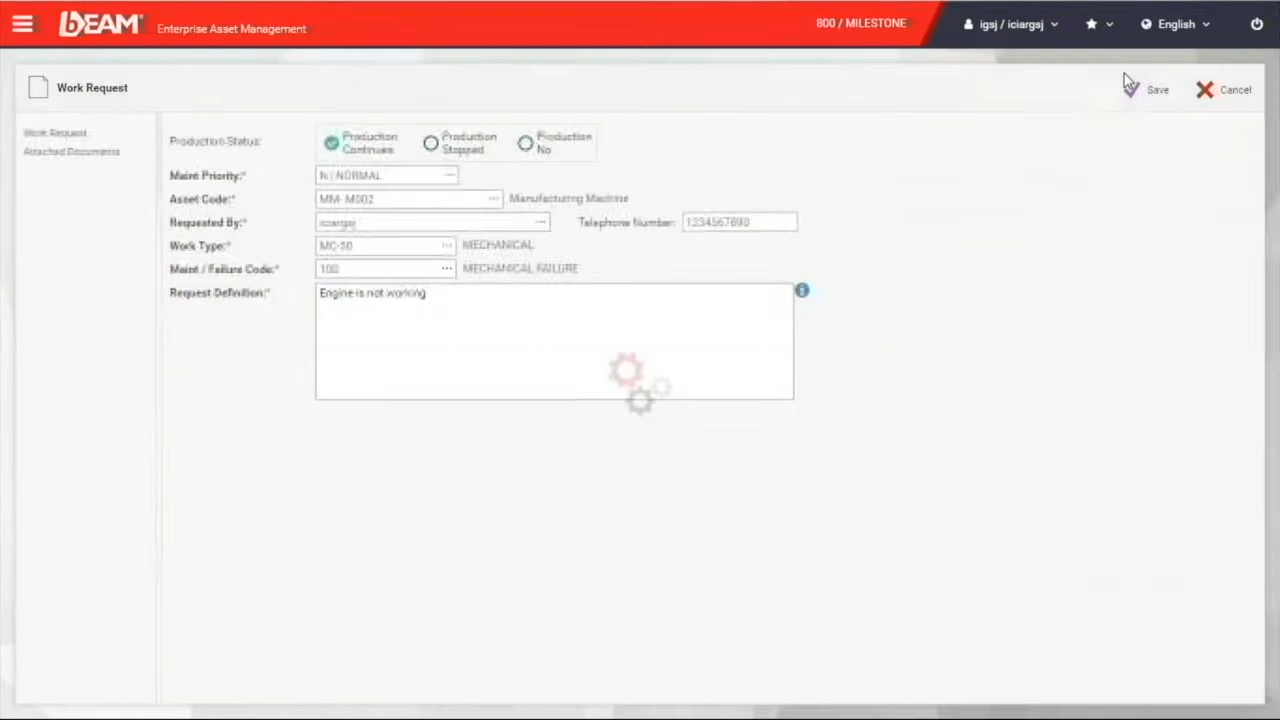 bEAM Enterprise Asset Management 800 / MILESTONE igsj / iciargsj English
Work Request Save Cancel
Work Request
Attached Documents
Production Status: Production Continues Production Stopped Production No
Maint Priority:* N | NORMAL
Asset Code:* MM-M002 Manufacturing Machine
Requested By:* Telephone Number: 1234567890
Work Type:* MC-50 MECHANICAL
Maint / Failure Code:* 100 MECHANICAL FAILURE
Request Definition:* Engine is not working